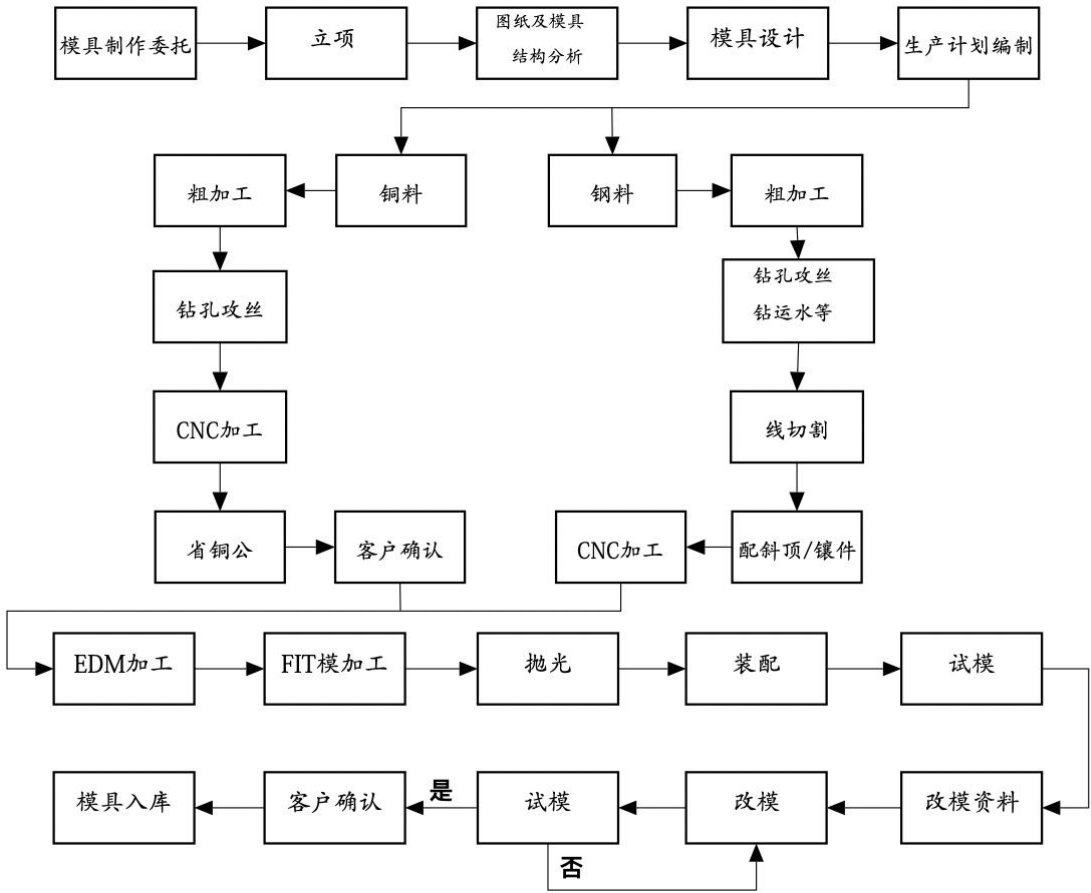 模具制作委托
立项
图纸及模具
结构分析
模具设计
生产计划编制
粗加工
铜料
钢料
粗加工
钻孔攻丝
钻孔攻丝
钻运水等
CNC加工
线切割
省铜公
客户确认
CNC加工
配斜顶/镶件
EDM加工
FIT模加工
抛光
装配
试模
模具入库
客户确认
是
试模
改模
改模资料
否